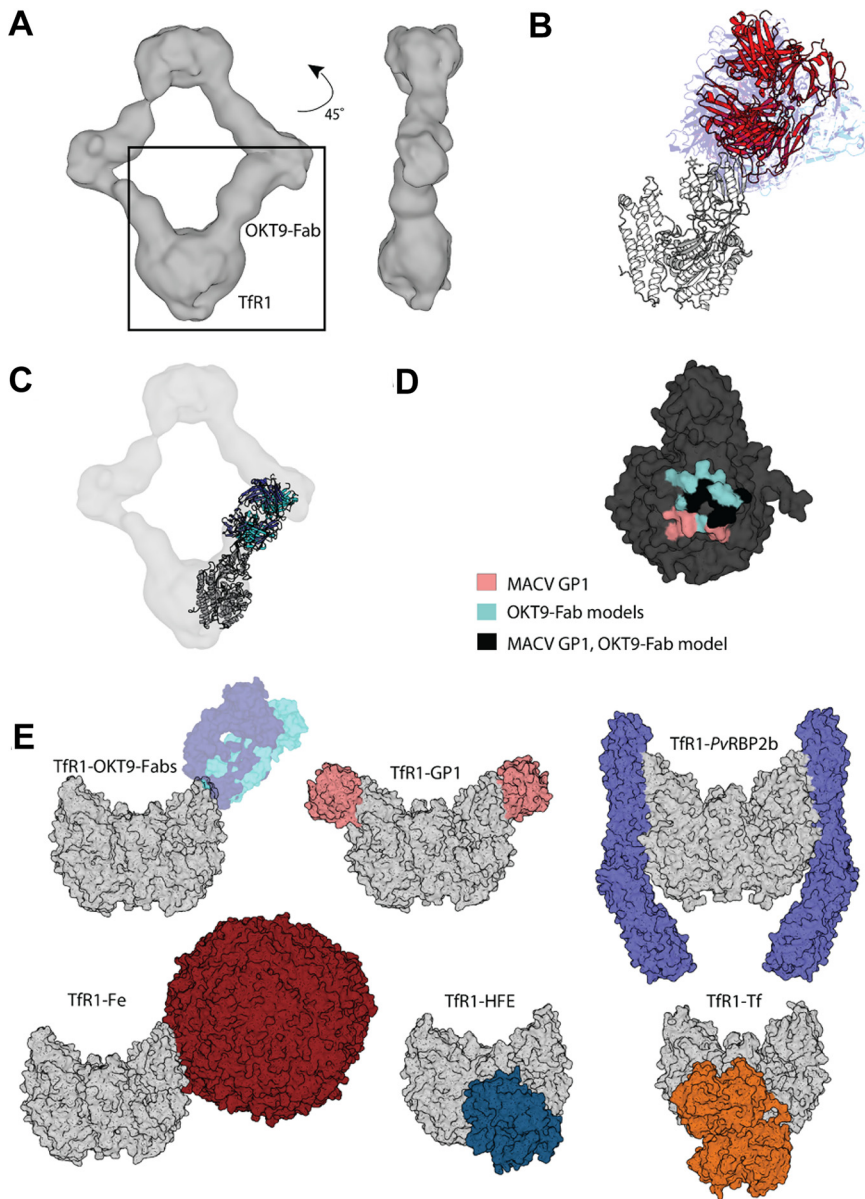 A
45°
OKT9-Fab
TfR1
B
C
D
MACV GP1
OKT9-Fab models
MACV GP1, OKT9-Fab model
E
TfR1-OKT9-Fabs
TfR1-GP1
TfR1-PvRBP2b
TfR1-Fe
TfR1-HFE
TfR1-Tf